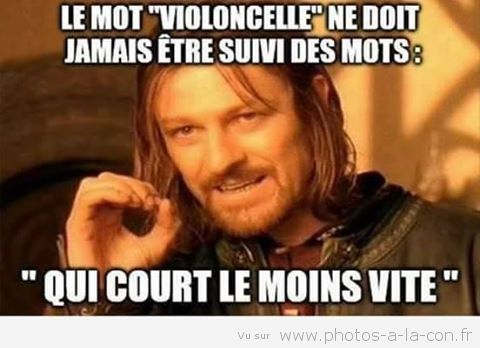 LE MOT "VIOLONCELLE" NE DOIT
JAMAIS ÊTRE SUIVI DES MOTS :
" QUI COURT LE MOINS VITE "
Vu sur www.photos-a-la-con.fr